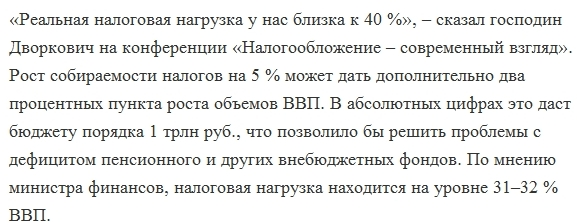 «Реальная налоговая нагрузка у нас близка к 40 %», – сказал господин
Дворкович на конференции «Налогообложение – современный взгляд».
Рост собираемости налогов на 5 % может дать дополнительно два
процентных пункта роста объемов ВВП. В абсолютных цифрах это даст
бюджету порядка 1 трлн руб., что позволило бы решить проблемы с
дефицитом пенсионного и других внебюджетных фондов. По мнению
министра финансов, налоговая нагрузка находится на уровне 31–32 %
ВВП.